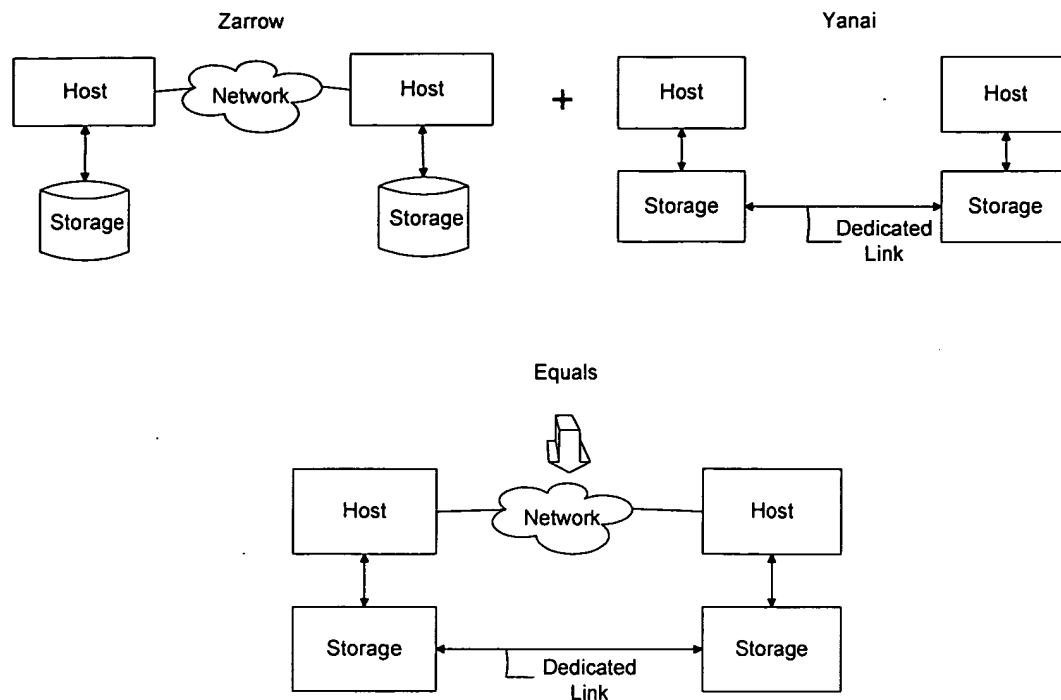 Zarrow
Yanai
Host
Network
Host
Storage
Storage
+
Host
Host
Storage
Storage
Dedicated
Link
Equals
Host
Network
Host
Storage
Storage
Dedicated
Link